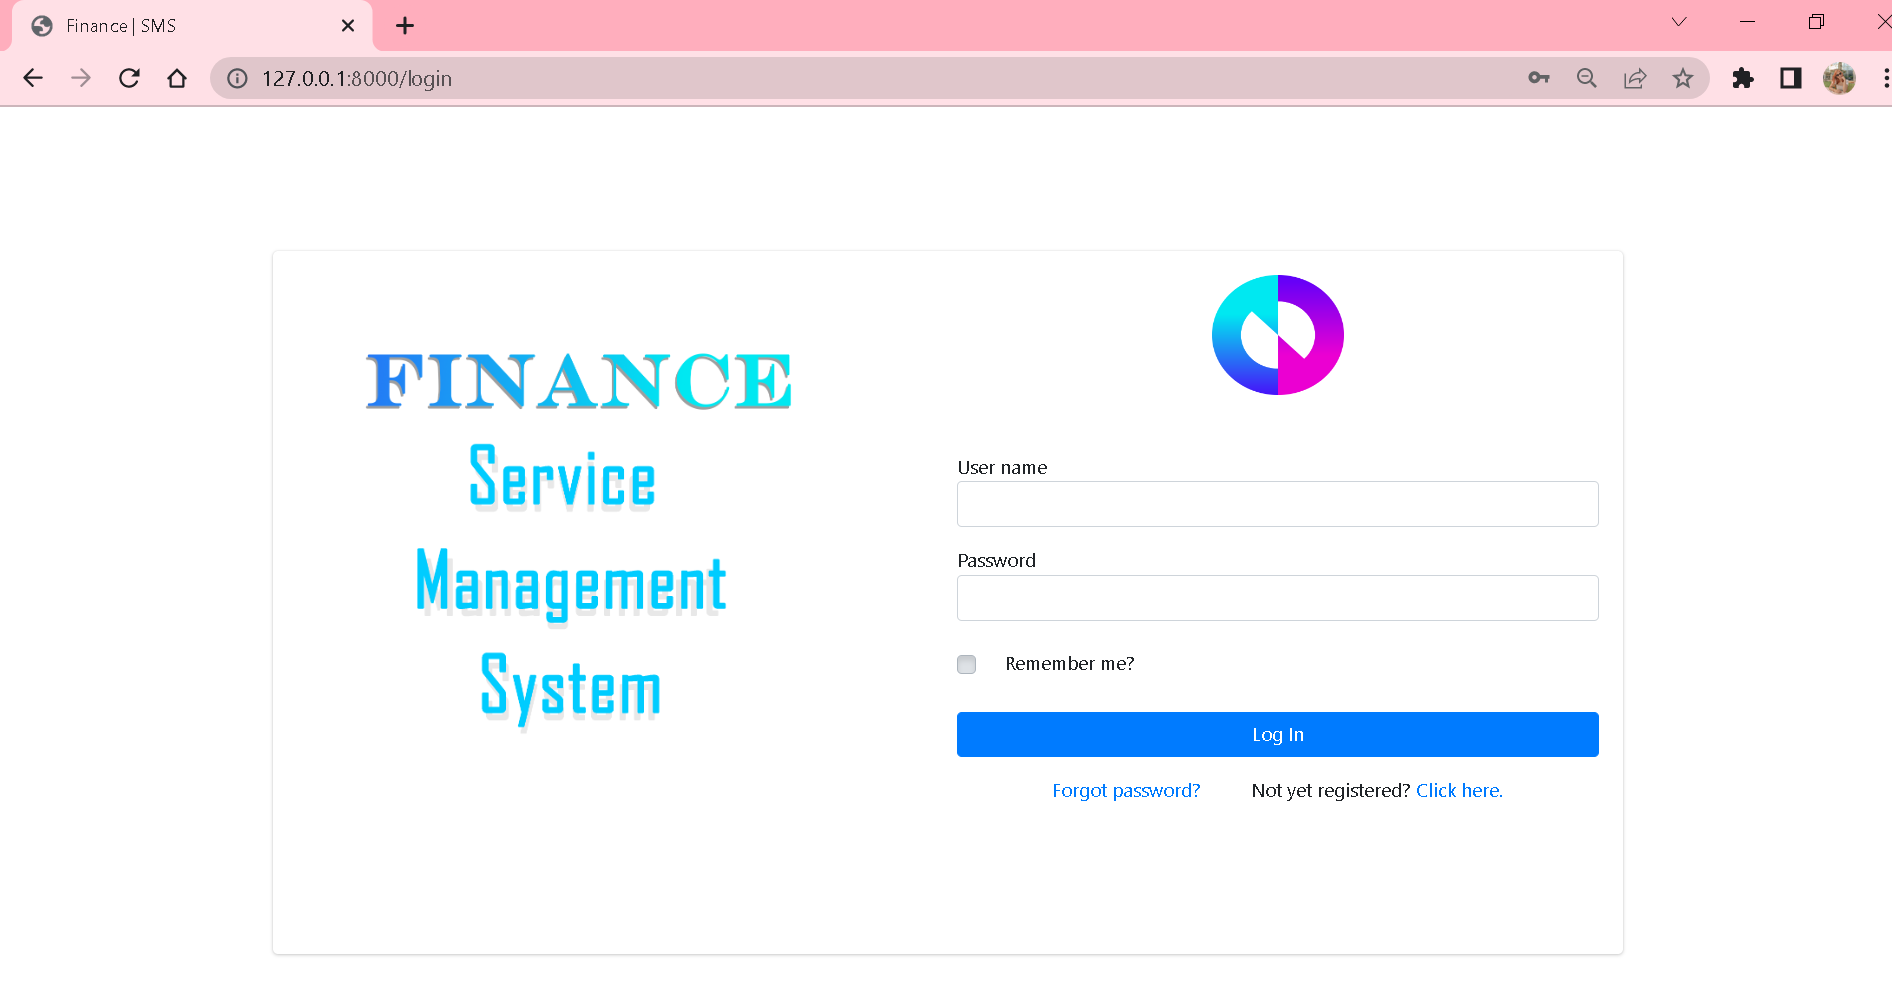 Finance | SMS
127.0.0.1:8000/login
FINANCE
Service
Management
System
User name
Password
Remember me?
Log In
Forgot password? Not yet registered? Click here.